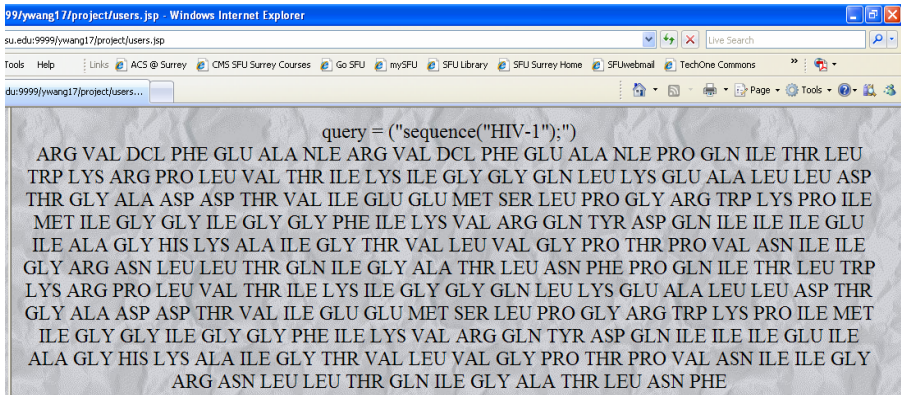 99/ywang17/project/users.jsp - Windows Internet Explorer
su.edu:9999/ywang17/project/users.jsp Live Search
Tools Help Links ACS @ Surrey CMS SFU Surrey Courses Go SFU mySFU SFU Library SFU Surrey Home SFUwebmail TechOne Commons »
du:9999/ywang17/project/users... Page Tools
query = ("sequence("HIV-1");")
ARG VAL DCL PHE GLU ALA NLE ARG VAL DCL PHE GLU ALA NLE PRO GLN ILE THR LEU
TRP LYS ARG PRO LEU VAL THR ILE LYS ILE GLY GLY GLN LEU LYS GLU ALA LEU LEU ASP
THR GLY ALA ASP ASP THR VAL ILE GLU GLU MET SER LEU PRO GLY ARG TRP LYS PRO ILE
MET ILE GLY GLY ILE GLY GLY PHE ILE LYS VAL ARG GLN TYR ASP GLN ILE ILE ILE GLU
ILE ALA GLY HIS LYS ALA ILE GLY THR VAL LEU VAL GLY PRO THR PRO VAL ASN ILE ILE
GLY ARG ASN LEU LEU THR GLN ILE GLY ALA THR LEU ASN PHE PRO GLN ILE THR LEU TRP
LYS ARG PRO LEU VAL THR ILE LYS ILE GLY GLY GLN LEU LYS GLU ALA LEU LEU ASP THR
GLY ALA ASP ASP THR VAL ILE GLU GLU MET SER LEU PRO GLY ARG TRP LYS PRO ILE MET
ILE GLY GLY ILE GLY GLY PHE ILE LYS VAL ARG GLN TYR ASP GLN ILE ILE ILE GLU ILE
ALA GLY HIS LYS ALA ILE GLY THR VAL LEU VAL GLY PRO THR PRO VAL ASN ILE ILE GLY
ARG ASN LEU LEU THR GLN ILE GLY ALA THR LEU ASN PHE